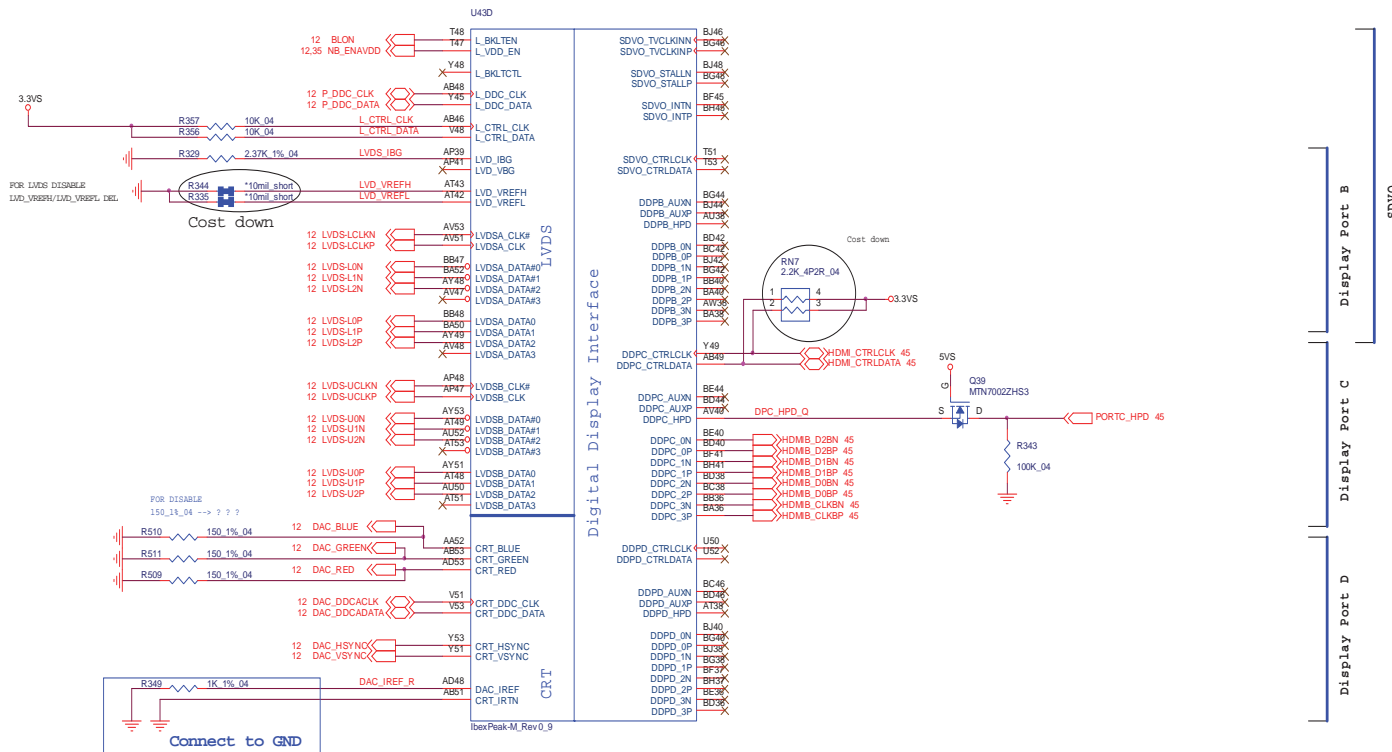 U43D
12 BLON
T48
L_BKLTEN
12,35 NB_ENAVDD
T47
L_VDD_EN
Y48
L_BKLTCTL
12 P_DDC_CLK
AB48
L_DDC_CLK
12 P_DDC_DATA
Y45
L_DDC_DATA
3.3VS
R357
10K_04
L_CTRL_CLK
AB46
L_CTRL_CLK
R356
10K_04
L_CTRL_DATA
V48
L_CTRL_DATA
R329
2.37K_1%_04
LVDS_IBG
AP39
LVD_IBG
AP41
LVD_VBG
FOR LVDS DISABLE
LVD_VREFH/LVD_VREFL DEL
R344
*10mil_short
LVD_VREFH
AT43
LVD_VREFH
R335
*10mil_short
LVD_VREFL
AT42
LVD_VREFL
Cost down
12 LVDS-LCLKN
AV53
LVDSA_CLK#
12 LVDS-LCLKP
AV51
LVDSA_CLK
12 LVDS-L0N
BB47
LVDSA_DATA#0
12 LVDS-L1N
BA52
LVDSA_DATA#1
12 LVDS-L2N
AY48
LVDSA_DATA#2
AV47
LVDSA_DATA#3
12 LVDS-L0P
BB48
LVDSA_DATA0
12 LVDS-L1P
BA50
LVDSA_DATA1
12 LVDS-L2P
AY49
LVDSA_DATA2
AV48
LVDSA_DATA3
12 LVDS-UCLKN
AP48
LVDSB_CLK#
12 LVDS-UCLKP
AP47
LVDSB_CLK
12 LVDS-U0N
AY53
LVDSB_DATA#0
12 LVDS-U1N
AT49
LVDSB_DATA#1
12 LVDS-U2N
AU52
LVDSB_DATA#2
AT53
LVDSB_DATA#3
12 LVDS-U0P
AY51
LVDSB_DATA0
12 LVDS-U1P
AT48
LVDSB_DATA1
12 LVDS-U2P
AU50
LVDSB_DATA2
AT51
LVDSB_DATA3
FOR DISABLE
150_1%_04 --> ? ? ?
R510
150_1%_04
12 DAC_BLUE
AA52
CRT_BLUE
R511
150_1%_04
12 DAC_GREEN
AB53
CRT_GREEN
R509
150_1%_04
12 DAC_RED
AD53
CRT_RED
12 DAC_DDCACLK
V51
CRT_DDC_CLK
12 DAC_DDCADATA
V53
CRT_DDC_DATA
12 DAC_HSYNC
Y53
CRT_HSYNC
12 DAC_VSYNC
Y51
CRT_VSYNC
R349
1K_1%_04
DAC_IREF_R
AD48
DAC_IREF
AB51
CRT_IRTN
Connect to GND
IbexPeak-M_Rev0_9
LVDS
CRT
Digital Display Interface
SDVO_TVCLKINN
BJ46
SDVO_TVCLKINP
BG46
SDVO_STALLN
BJ48
SDVO_STALLP
BG48
SDVO_INTN
BF45
SDVO_INTP
BH45
SDVO_CTRLCLK
T51
SDVO_CTRLDATA
T53
DDPB_AUXN
BG44
DDPB_AUXP
BJ44
DDPB_HPD
AU38
DDPB_0N
BD42
DDPB_0P
BC42
DDPB_1N
BJ42
DDPB_1P
BG42
DDPB_2N
BB40
DDPB_2P
BA40
DDPB_3N
AW38
DDPB_3P
BA38
Cost down
RN7
2.2K_4P2R_04
1
4
2
3
3.3VS
DDPC_CTRLCLK
Y49
HDMI_CTRLCLK 45
DDPC_CTRLDATA
AB49
HDMI_CTRLDATA 45
DDPC_AUXN
BE44
DDPC_AUXP
BD44
DDPC_HPD
AV40
DPC_HPD_Q
5VS
G
S
D
Q39
MTN7002ZHS3
PORTC_HPD 45
R343
100K_04
DDPC_0N
BE40
HDMIB_D2BN 45
DDPC_0P
BD40
HDMIB_D2BP 45
DDPC_1N
BF41
HDMIB_D1BN 45
DDPC_1P
BH41
HDMIB_D1BP 45
DDPC_2N
BD38
HDMIB_D0BN 45
DDPC_2P
BC38
HDMIB_D0BP 45
DDPC_3N
BB36
HDMIB_CLKBN 45
DDPC_3P
BA36
HDMIB_CLKBP 45
DDPD_CTRLCLK
U50
DDPD_CTRLDATA
U52
DDPD_AUXN
BC46
DDPD_AUXP
BD46
DDPD_HPD
AT38
DDPD_0N
BJ40
DDPD_0P
BG40
DDPD_1N
BJ38
DDPD_1P
BG38
DDPD_2N
BF37
DDPD_2P
BH37
DDPD_3N
BE36
DDPD_3P
BD36
Display Port B
SDVO
Display Port C
Display Port D